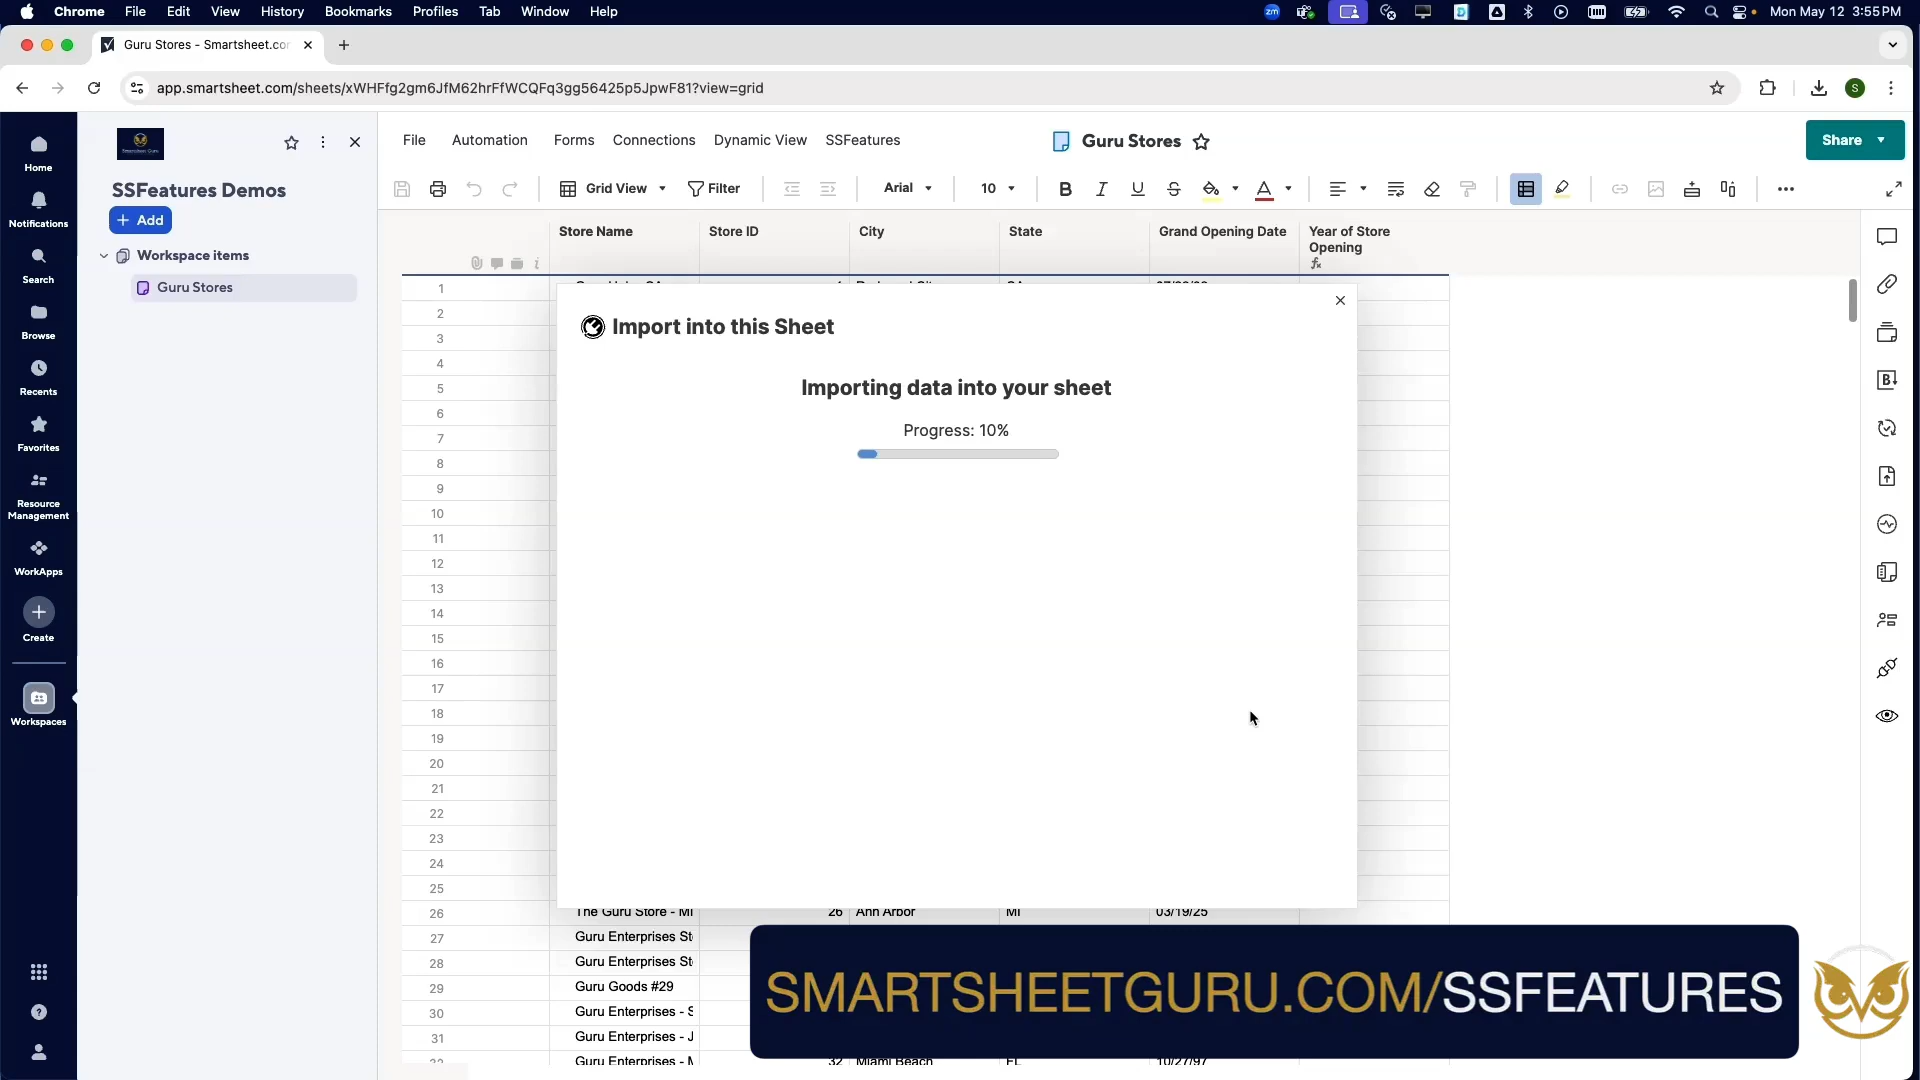 Chrome File Edit View History Bookmarks Profiles Tab Window Help
zm Mon May 12 3:55 PM
Guru Stores - Smartsheet.co
app.smartsheet.com/sheets/xWHFfg2gm6JfM62hrFfWCQFq3gg56425p5JpwF81?view=grid
S
Home
Notifications
Search
Browse
Recents
Favorites
Resource
Management
WorkApps
Create
Workspaces
SSFeatures Demos
Add
Workspace items
Guru Stores
File Automation Forms Connections Dynamic View SSFeatures
Guru Stores
Share
Grid View Filter Arial 10 B I U S A
Store Name Store ID City State Grand Opening Date Year of Store
Opening
fx
1
2
3
4
5
6
7
8
9
10
11
12
13
14
15
16
17
18
19
20
21
22
23
24
25
26 The Guru Store - MI 26 Ann Arbor MI 03/19/25
27 Guru Enterprises St
28 Guru Enterprises St
29 Guru Goods #29
30 Guru Enterprises - S
31 Guru Enterprises - J
32 Guru Enterprises - M 32 Miami Beach FL 10/27/97
Import into this Sheet
Importing data into your sheet
Progress: 10%
SMARTSHEETGURU.COM/SSFEATURES